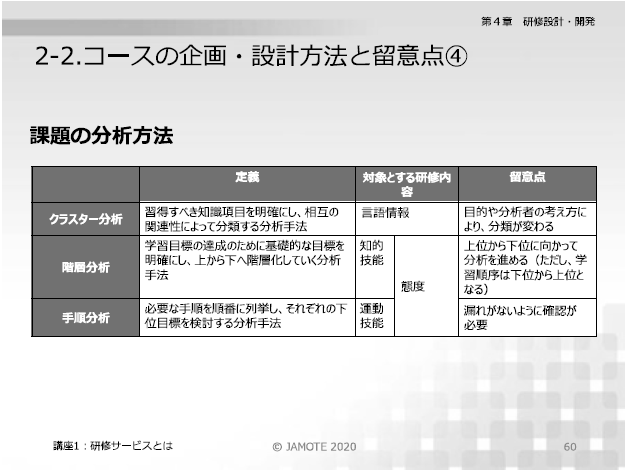 第4章 研修設計・開発
2-2.コースの企画・設計方法と留意点④
課題の分析方法
定義
対象とする研修内
容
留意点
クラスター分析
習得すべき知識項目を明確にし、相互の
関連性によって分類する分析手法
言語情報
目的や分析者の考え方に
より、分類が変わる
階層分析
学習目標の達成のために基礎的な目標を
明確にし、上から下へ階層化していく分析
手法
知的
技能
態度
上位から下位に向かって
分析を進める（ただし、学
習順序は下位から上位と
なる）
手順分析
必要な手順を順番に列挙し、それぞれの下
位目標を検討する分析手法
運動
技能
漏れがないように確認が
必要
講座1：研修サービスとは
© JAMOTE 2020
60